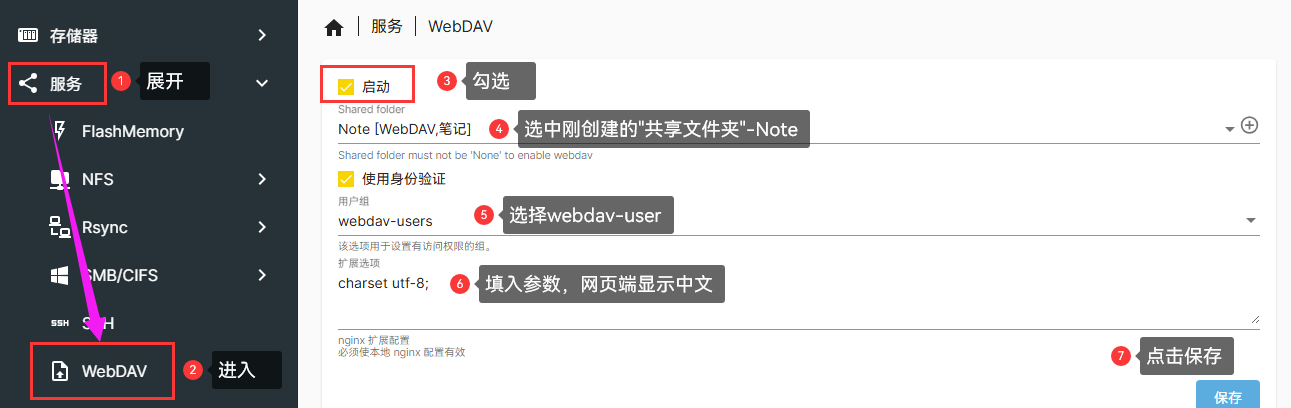 存储器
服务
1 展开
FlashMemory
NFS
Rsync
SMB/CIFS
SSH
WebDAV
2 进入
服务 WebDAV
启动
3 勾选
Shared folder
Note [WebDAV,笔记]
4 选中刚创建的"共享文件夹"-Note
Shared folder must not be 'None' to enable webdav
使用身份验证
用户组
webdav-users
5 选择webdav-user
该选项用于设置有访问权限的组。
扩展选项
charset utf-8;
6 填入参数，网页端显示中文
nginx 扩展配置
必须使本地 nginx 配置有效
7 点击保存
保存